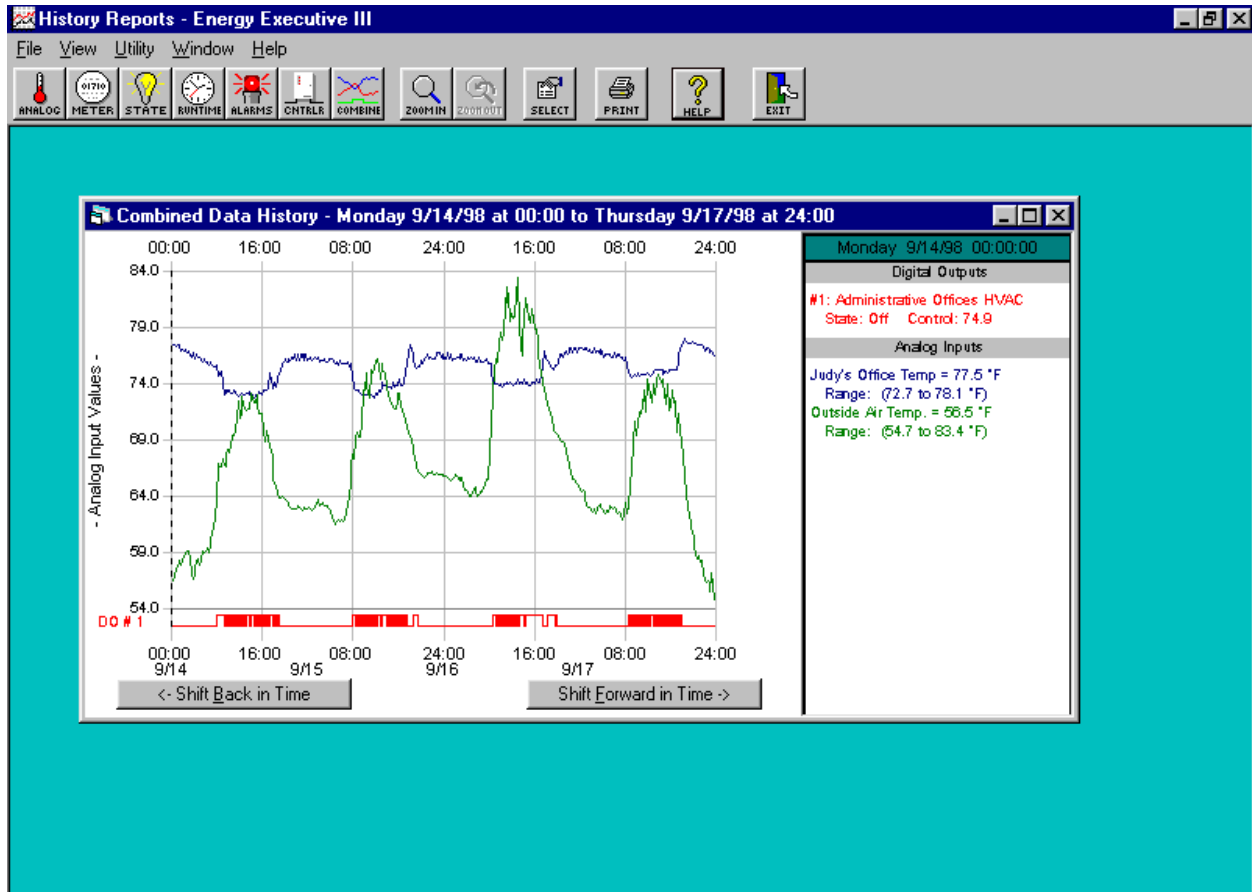 History Reports - Energy Executive III
File View Utility Window Help
ANALOG METER STATE RUNTIME ALARMS CNTRLR COMBINE ZOOM IN ZOOM OUT SELECT PRINT HELP EXIT
Combined Data History - Monday 9/14/98 at 00:00 to Thursday 9/17/98 at 24:00
00:00 16:00 08:00 24:00 16:00 08:00 24:00
84.0
79.0
74.0
69.0
64.0
59.0
54.0
- Analog Input Values -
DO # 1
00:00 16:00 08:00 24:00 16:00 08:00 24:00
9/14 9/15 9/16 9/17
<- Shift Back in Time
Shift Forward in Time ->
Monday 9/14/98 00:00:00
Digital Outputs
#1: Administrative Offices HVAC
State: Off Control: 74.9
Analog Inputs
Judy's Office Temp = 77.5 °F
Range: (72.7 to 78.1 °F)
Outside Air Temp. = 56.5 °F
Range: (54.7 to 83.4 °F)